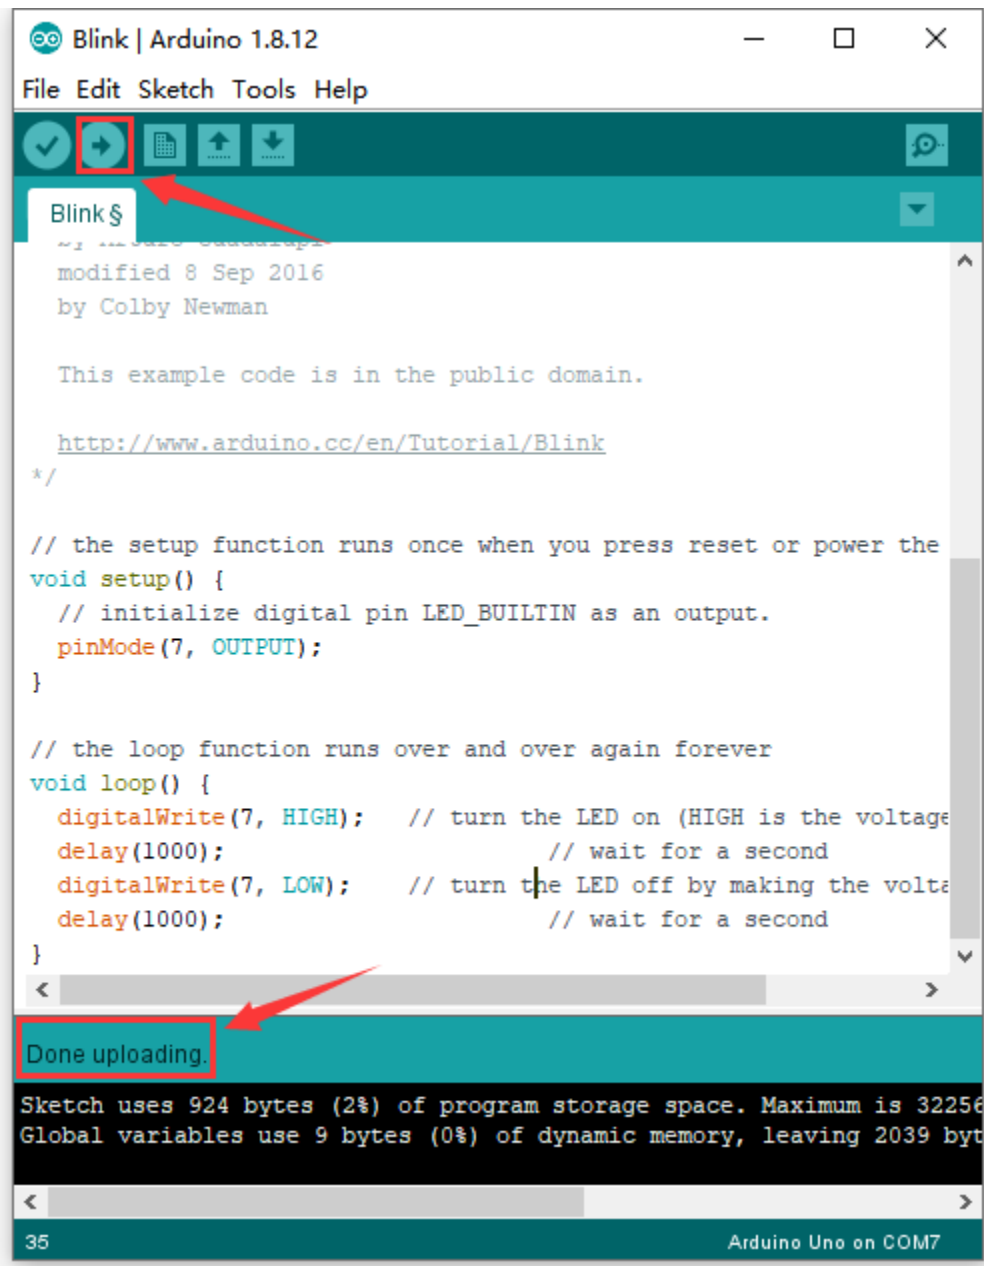 Blink | Arduino 1.8.12
File Edit Sketch Tools Help
Blink §
modified 8 Sep 2016
by Colby Newman
This example code is in the public domain.
http://www.arduino.cc/en/Tutorial/Blink
*/
// the setup function runs once when you press reset or power the
void setup() {
// initialize digital pin LED_BUILTIN as an output.
pinMode(7, OUTPUT);
}
// the loop function runs over and over again forever
void loop() {
digitalWrite(7, HIGH); // turn the LED on (HIGH is the voltage
delay(1000); // wait for a second
digitalWrite(7, LOW); // turn the LED off by making the volta
delay(1000); // wait for a second
}
Done uploading.
Sketch uses 924 bytes (2%) of program storage space. Maximum is 32256
Global variables use 9 bytes (0%) of dynamic memory, leaving 2039 byt
35 Arduino Uno on COM7